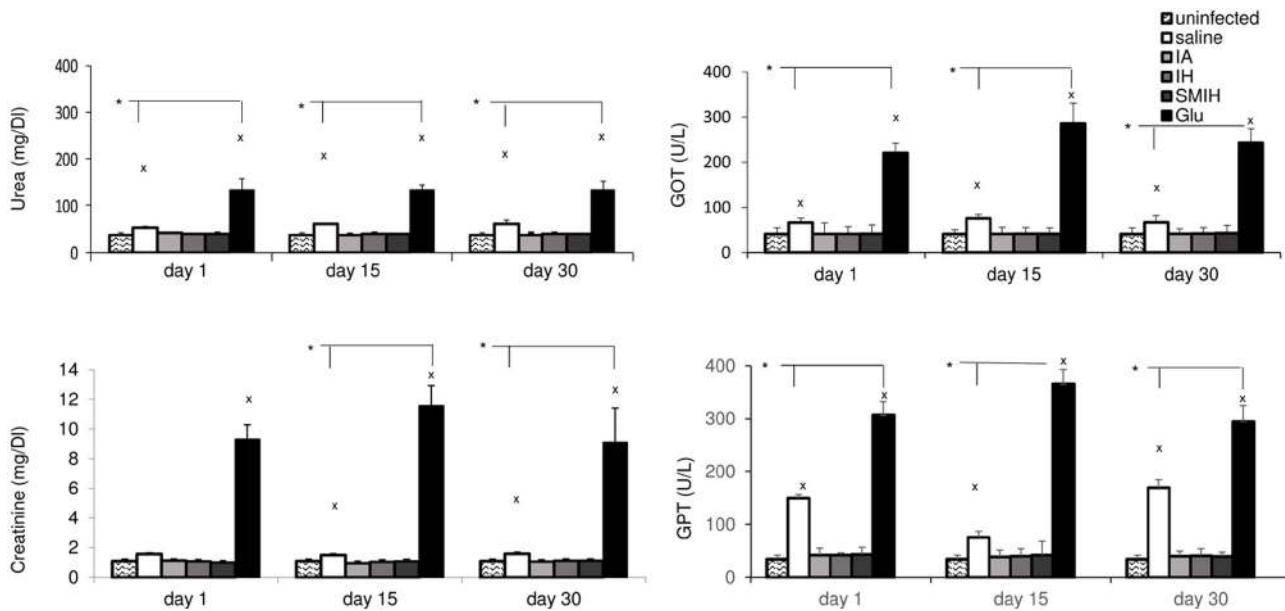 uninfected
saline
IA
IH
SMIH
Glu
Urea (mg/Dl)
400
300
200
100
0
* x x * x x * x x
day 1 day 15 day 30
GOT (U/L)
400
300
200
100
0
* x x * x x * x x
day 1 day 15 day 30
Creatinine (mg/Dl)
14
12
10
8
6
4
2
0
x * x x * x x
day 1 day 15 day 30
GPT (U/L)
400
300
200
100
0
* x x * x x * x x
day 1 day 15 day 30